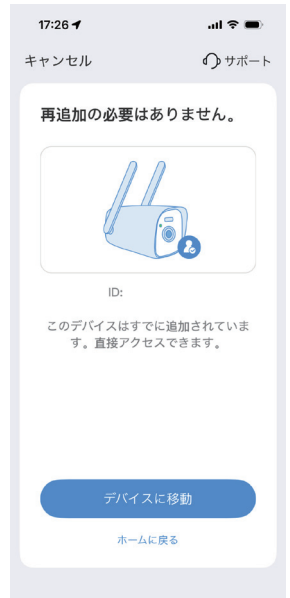 17:26
キャンセル
サポート
再追加の必要はありません。
ID:
このデバイスはすでに追加されていま
す。直接アクセスできます。
デバイスに移動
ホームに戻る